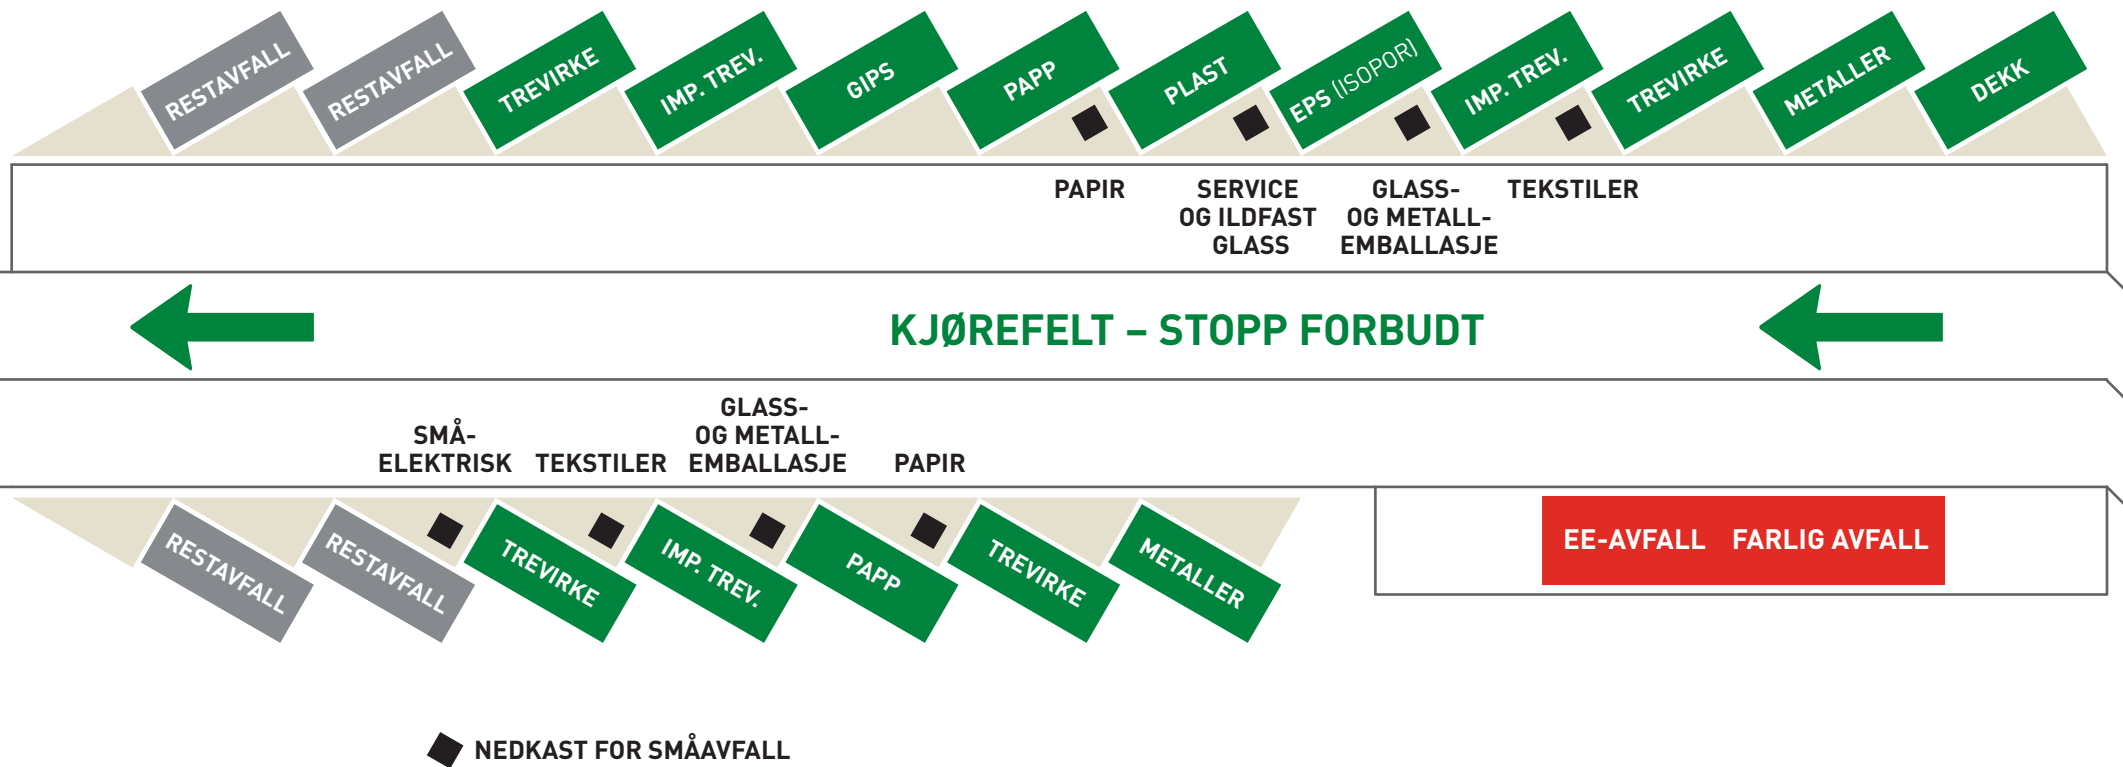 RESTAVFALL
RESTAVFALL
TREVIRKE
IMP. TREV.
GIPS
PAPP
PLAST
EPS (ISOPOR)
IMP. TREV.
TREVIRKE
METALLER
DEKK
PAPIR
SERVICE
OG ILDFAST
GLASS
GLASS-
OG METALL-
EMBALLASJE
TEKSTILER
KJØREFELT – STOPP FORBUDT
SMÅ-
ELEKTRISK
TEKSTILER
GLASS-
OG METALL-
EMBALLASJE
PAPIR
RESTAVFALL
RESTAVFALL
TREVIRKE
IMP. TREV.
PAPP
TREVIRKE
METALLER
EE-AVFALL FARLIG AVFALL
NEDKAST FOR SMÅAVFALL